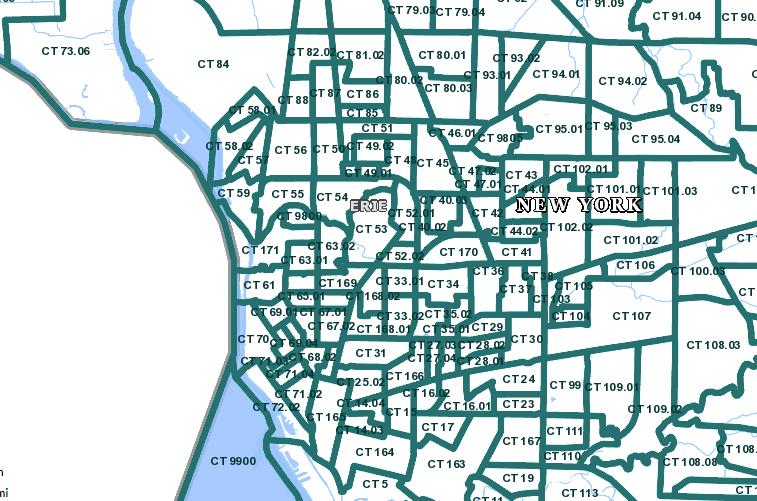 CT 79.03
CT 79.04
CT 91.09
CT 91.04
CT 90.
CT 73.06
CT 84
CT 82.02
CT 81.02
CT 80.01
CT 93.02
CT 93.01
CT 94.01
CT 94.02
CT 80.02
CT 80.03
CT 87
CT 86
CT 88
CT 85
CT 89
CT 58.01
CT 51
CT 46.01
CT 9805
CT 95.01
CT 95.03
CT 95.04
CT 58.02
CT 57
CT 56
CT 50
CT 49.02
CT 48
CT 45
CT 49.01
CT 47.02
CT 47.01
CT 43
CT 102.01
CT 44.01
CT 101.01
CT 101.03
CT 1
CT 59
CT 55
CT 54
ERIE
CT 40.03
NEW YORK
CT 9800
CT 52.01
CT 42
CT 53
CT 40.02
CT 44.02
CT 102.02
CT 101.02
CT 171
CT 63.02
CT 63.01
CT 52.02
CT 170
CT 41
CT 106
CT 100.03
CT 61
CT 169
CT 33.01
CT 34
CT 36
CT 37
CT 38
CT 105
CT 103
CT 65.01
CT 168.02
CT 69.01
CT 67.01
CT 67.02
CT 33.02
CT 35.02
CT 35.01
CT 168.01
CT 29
CT 104
CT 107
CT 70
CT 69.04
CT 30
CT 27.03
CT 28.02
CT 108.03
CT 71.03
CT 68.02
CT 31
CT 27.04
CT 28.01
CT 71.04
CT 25.02
CT 166
CT 24
CT 99
CT 109.01
CT 71.02
CT 72.02
CT 14.04
CT 16.02
CT 16.01
CT 23
CT 109.02
CT 165
CT 15
CT 14.03
CT 17
CT 167
CT 111
CT 164
CT 163
CT 110
CT 108.08
CT 108.
CT 9900
CT 5
CT 19
CT 113
mi